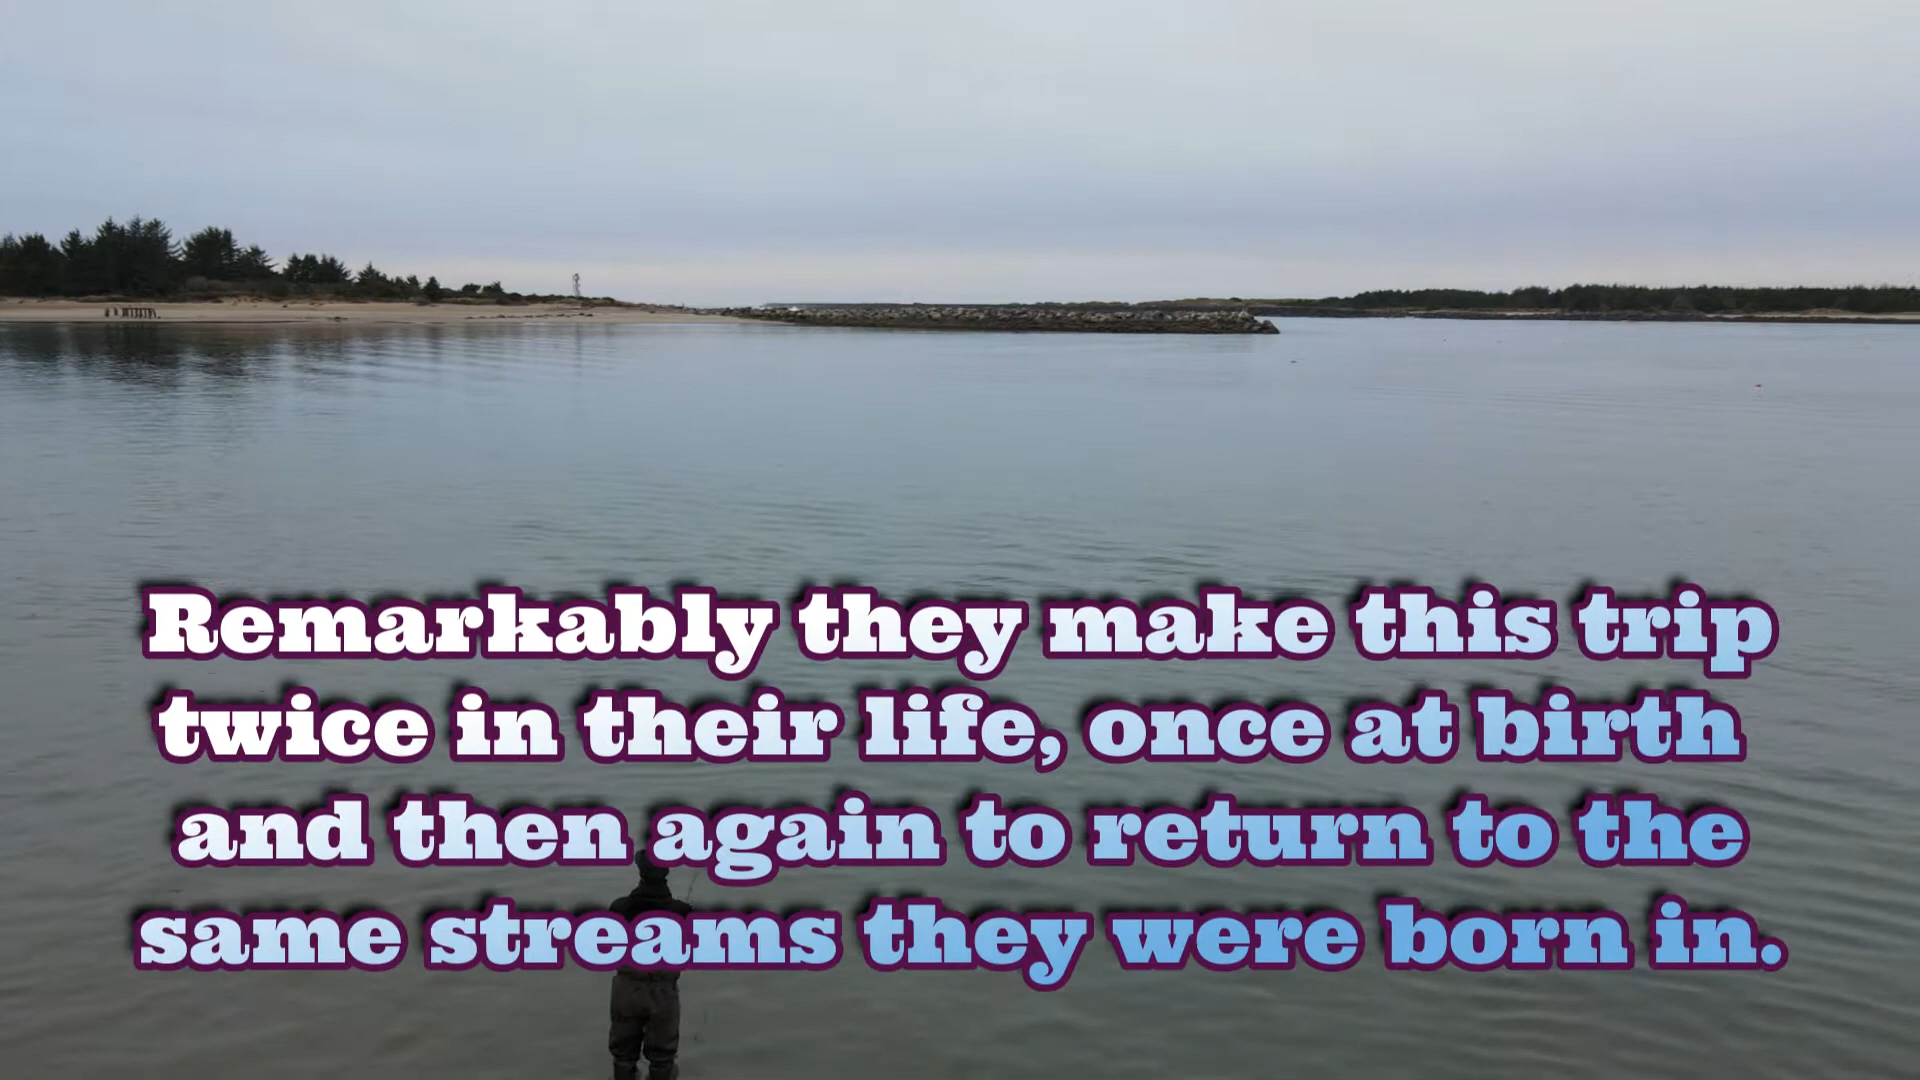 Remarkably they make this trip
twice in their life, once at birth
and then again to return to the
same streams they were born in.